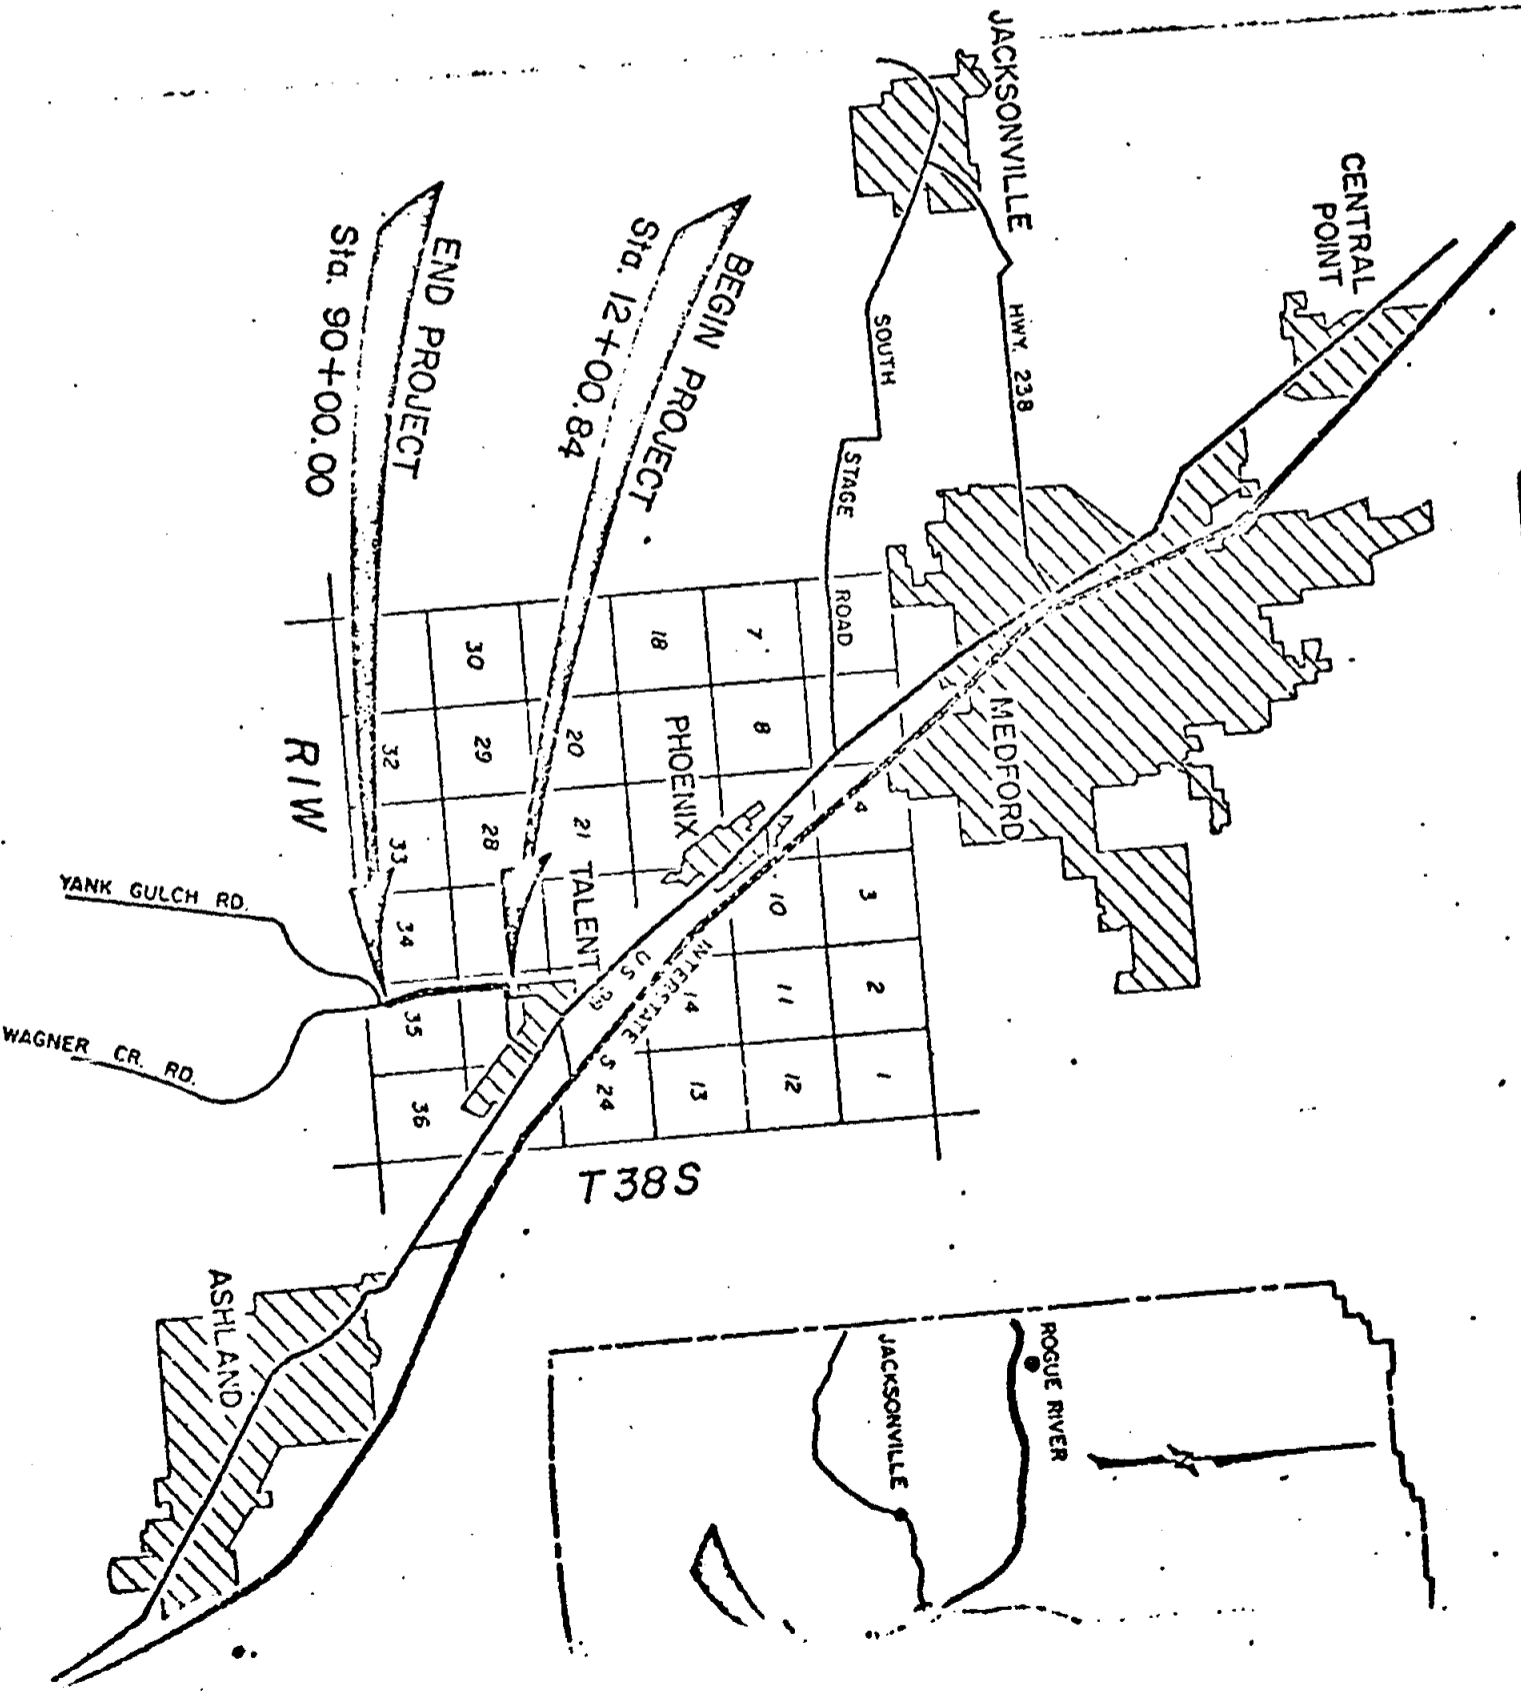 JACKSONVILLE
CENTRAL
POINT
HWY. 238
SOUTH
STAGE
ROAD
MEDFORD
BEGIN PROJECT
Sta. 12+00.84
END PROJECT
Sta. 90+00.00
PHOENIX
TALENT
INTERSTATE 5
U S 99
7
18
30
8
20
29
32
4
21
28
33
3
10
34
2
11
14
35
1
12
13
24
36
R1W
T38S
YANK GULCH RD.
WAGNER CR. RD.
ASHLAND
ROGUE RIVER
JACKSONVILLE